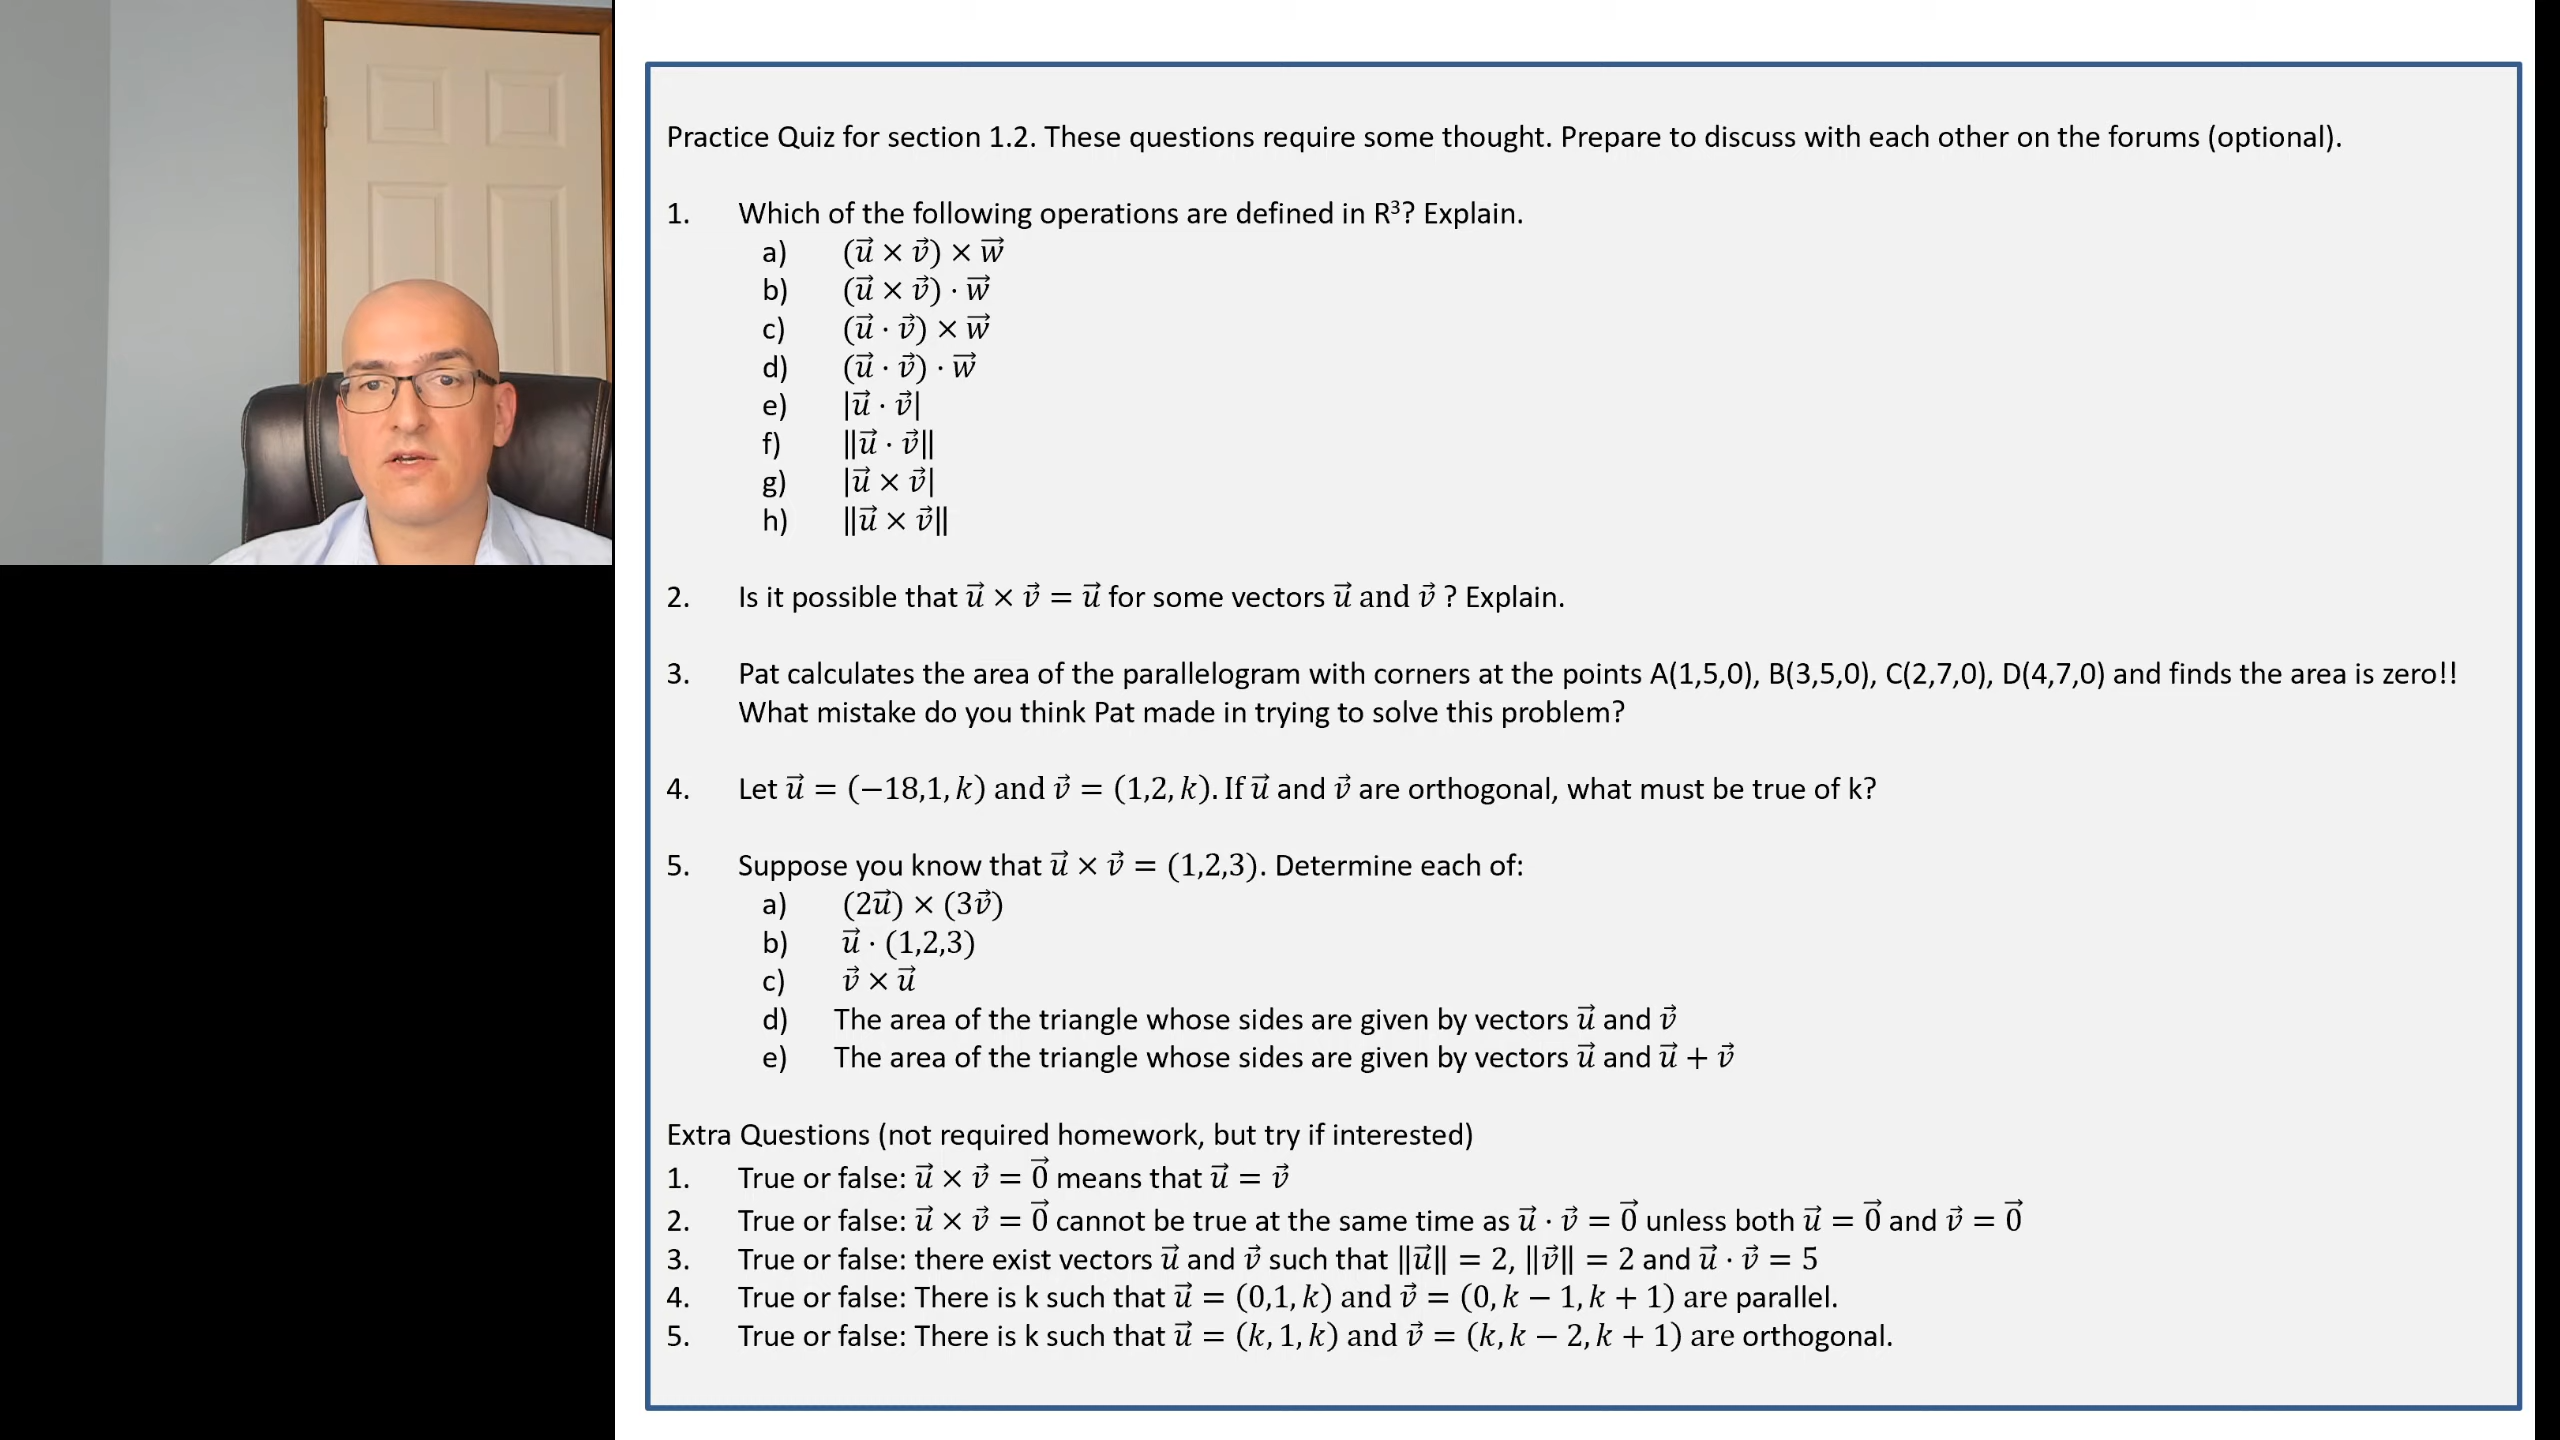 Practice Quiz for section 1.2. These questions require some thought. Prepare to discuss with each other on the forums (optional).
1. Which of the following operations are defined in R³? Explain.
a) (u⃗ × v⃗) × w⃗
b) (u⃗ × v⃗) · w⃗
c) (u⃗ · v⃗) × w⃗
d) (u⃗ · v⃗) · w⃗
e) |u⃗ · v⃗|
f) ‖u⃗ · v⃗‖
g) |u⃗ × v⃗|
h) ‖u⃗ × v⃗‖
2. Is it possible that u⃗ × v⃗ = u⃗ for some vectors u⃗ and v⃗ ? Explain.
3. Pat calculates the area of the parallelogram with corners at the points A(1,5,0), B(3,5,0), C(2,7,0), D(4,7,0) and finds the area is zero!!
What mistake do you think Pat made in trying to solve this problem?
4. Let u⃗ = (−18,1, k) and v⃗ = (1,2, k). If u⃗ and v⃗ are orthogonal, what must be true of k?
5. Suppose you know that u⃗ × v⃗ = (1,2,3). Determine each of:
a) (2u⃗) × (3v⃗)
b) u⃗ · (1,2,3)
c) v⃗ × u⃗
d) The area of the triangle whose sides are given by vectors u⃗ and v⃗
e) The area of the triangle whose sides are given by vectors u⃗ and u⃗ + v⃗
Extra Questions (not required homework, but try if interested)
1. True or false: u⃗ × v⃗ = 0⃗ means that u⃗ = v⃗
2. True or false: u⃗ × v⃗ = 0⃗ cannot be true at the same time as u⃗ · v⃗ = 0⃗ unless both u⃗ = 0⃗ and v⃗ = 0⃗
3. True or false: there exist vectors u⃗ and v⃗ such that ‖u⃗‖ = 2, ‖v⃗‖ = 2 and u⃗ · v⃗ = 5
4. True or false: There is k such that u⃗ = (0,1, k) and v⃗ = (0, k − 1, k + 1) are parallel.
5. True or false: There is k such that u⃗ = (k, 1, k) and v⃗ = (k, k − 2, k + 1) are orthogonal.